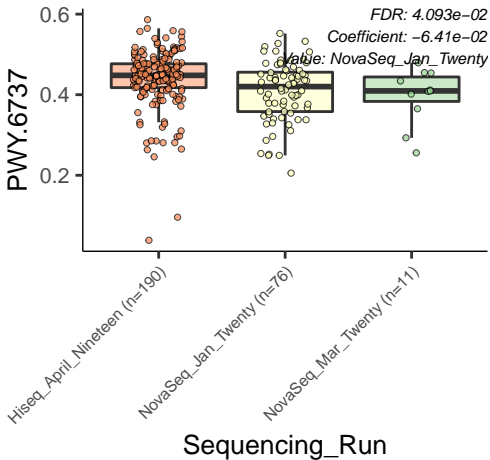 FDR: 4.093e−02
Coefficient: −6.41e−02
Value: NovaSeq_Jan_Twenty
0.6
0.4
0.2
PWY.6737
Hiseq_April_Nineteen (n=190)
NovaSeq_Jan_Twenty (n=76)
NovaSeq_Mar_Twenty (n=11)
Sequencing_Run